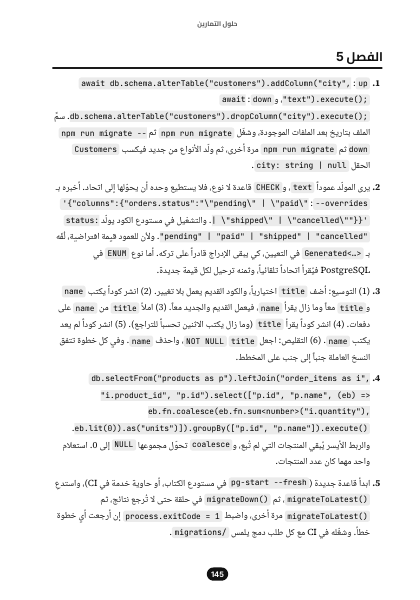 حلول التمارين
الفصل 5
1. up : await db.schema.alterTable("customers").addColumn("city",
"text").execute(); ، و down : await
db.schema.alterTable("customers").dropColumn("city").execute(); . سمِّ
الملف بتاريخ بعد الملفات الموجودة، وشغّل npm run migrate ثم npm run migrate --
down ثم npm run migrate مرة أخرى، ثم ولّد الأنواع من جديد فيكسب Customers
الحقل city: string | null .
2. يرى المولّد عموداً text ، و CHECK قاعدة لا نوع، فلا يستطيع وحده أن يحوّلها إلى اتحاد. أخبره بـ
--overrides '{"columns":{"orders.status":"\"pending\" | \"paid\" :
| \"shipped\" | \"cancelled\""}}' . والتشغيل في مستودع الكود يولّد status:
"pending" | "paid" | "shipped" | "cancelled" . ولأن للعمود قيمة افتراضية، لُفّه
بـ Generated<…> في التعيين، كي يبقى الإدراج قادراً على تركه. أما نوع ENUM في
PostgreSQL فيُقرأ اتحاداً تلقائياً، وثمنه ترحيل لكل قيمة جديدة.
3. (1) التوسيع: أضف title اختيارياً، والكود القديم يعمل بلا تغيير. (2) انشر كوداً يكتب name
و title معاً وما زال يقرأ name ، فيعمل القديم والجديد معاً. (3) املأ title من name على
دفعات. (4) انشر كوداً يقرأ title (وما زال يكتب الاثنين تحسباً للتراجع). (5) انشر كوداً لم يعد
يكتب name . (6) التقليص: اجعل title ‏ NOT NULL ، واحذف name . وفي كل خطوة تتفق
النسخ العاملة جنباً إلى جنب على المخطط.
4. db.selectFrom("products as p").leftJoin("order_items as i",
"i.product_id", "p.id").select(["p.id", "p.name", (eb) =>
eb.fn.coalesce(eb.fn.sum<number>("i.quantity"),
eb.lit(0)).as("units")]).groupBy(["p.id", "p.name"]).execute() .
والربط الأيسر يُبقي المنتجات التي لم تُبع، و coalesce تحوّل مجموعها NULL إلى 0. استعلام
واحد مهما كان عدد المنتجات.
5. ابدأ قاعدة جديدة ( pg-start --fresh في مستودع الكتاب، أو حاوية خدمة في CI)، واستدعِ
migrateToLatest() ، ثم migrateDown() في حلقة حتى لا تُرجع نتائج، ثم
migrateToLatest() مرة أخرى، واضبط process.exitCode = 1 إن أرجعت أي خطوة
خطأً. وشغّله في CI مع كل طلب دمج يلمس migrations/ .
145